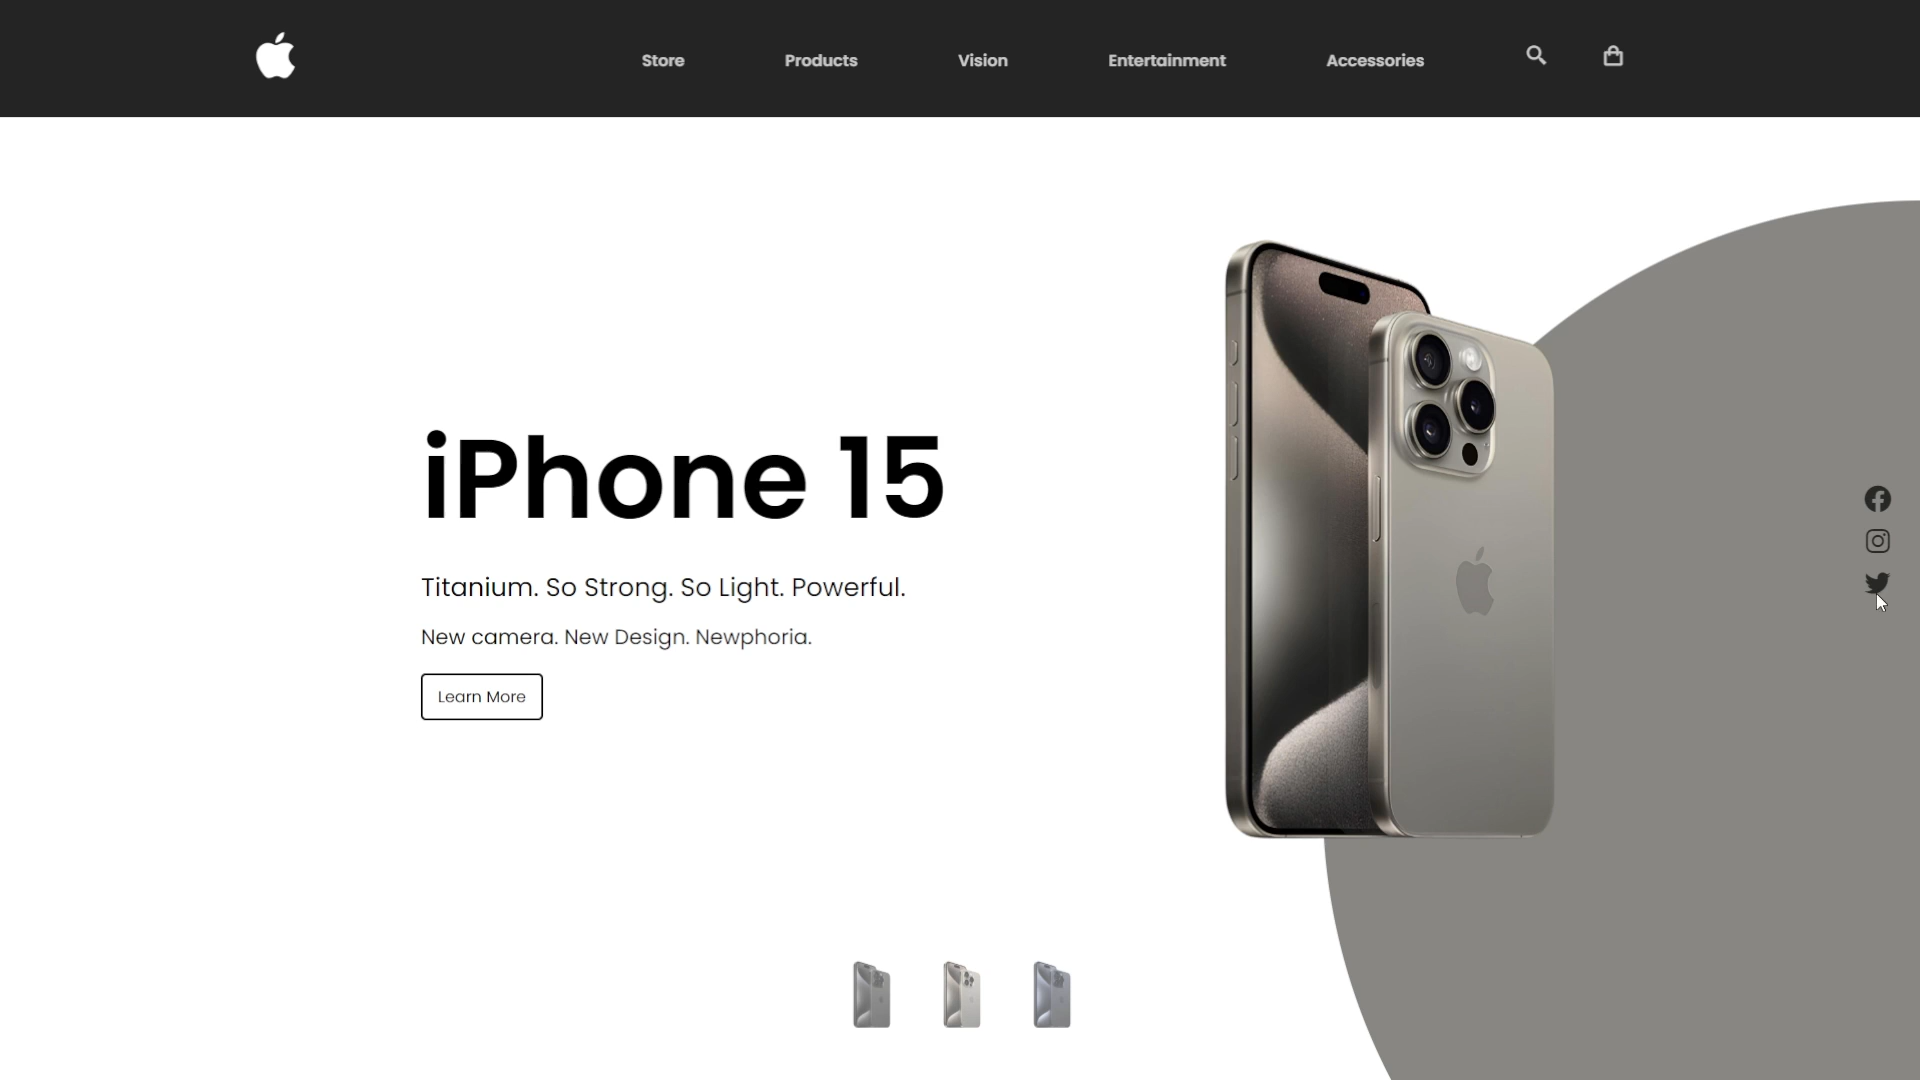 Store Products Vision Entertainment Accessories
iPhone 15
Titanium. So Strong. So Light. Powerful.
New camera. New Design. Newphoria.
Learn More